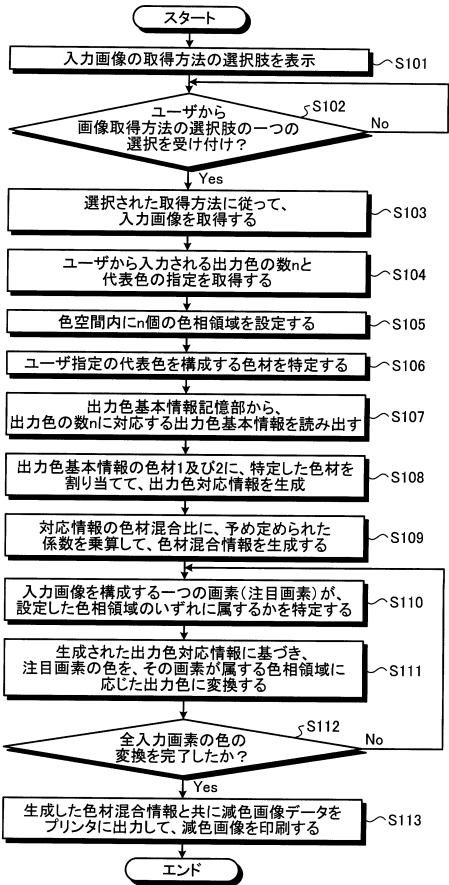 スタート
入力画像の取得方法の選択肢を表示
S101
ユーザから
画像取得方法の選択肢の一つの
選択を受け付け？
S102
No
Yes
選択された取得方法に従って、
入力画像を取得する
S103
ユーザから入力される出力色の数nと
代表色の指定を取得する
S104
色空間内にn個の色相領域を設定する
S105
ユーザ指定の代表色を構成する色材を特定する
S106
出力色基本情報記憶部から、
出力色の数nに対応する出力色基本情報を読み出す
S107
出力色基本情報の色材1及び2に、特定した色材を
割り当てて、出力色対応情報を生成
S108
対応情報の色材混合比に、予め定められた
係数を乗算して、色材混合情報を生成する
S109
入力画像を構成する一つの画素（注目画素）が、
設定した色相領域のいずれに属するかを特定する
S110
生成された出力色対応情報に基づき、
注目画素の色を、その画素が属する色相領域に
応じた出力色に変換する
S111
全入力画素の色の
変換を完了したか？
S112
No
Yes
生成した色材混合情報と共に減色画像データを
プリンタに出力して、減色画像を印刷する
S113
エンド